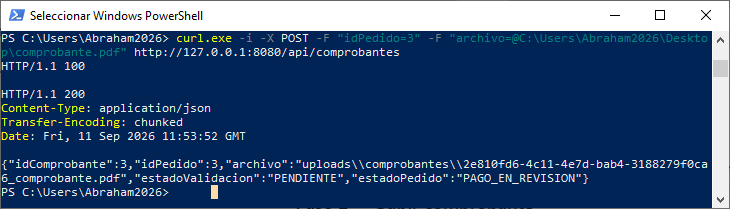 Seleccionar Windows PowerShell
PS C:\Users\Abraham2026> curl.exe -i -X POST -F "idPedido=3" -F "archivo=@C:\Users\Abraham2026\Deskto
p\comprobante.pdf" http://127.0.0.1:8080/api/comprobantes
HTTP/1.1 100
HTTP/1.1 200
Content-Type: application/json
Transfer-Encoding: chunked
Date: Fri, 11 Sep 2026 11:53:52 GMT
{"idComprobante":3,"idPedido":3,"archivo":"uploads\\comprobantes\\2e810fd6-4c11-4e7d-bab4-3188279f0ca
6_comprobante.pdf","estadoValidacion":"PENDIENTE","estadoPedido":"PAGO_EN_REVISION"}
PS C:\Users\Abraham2026>